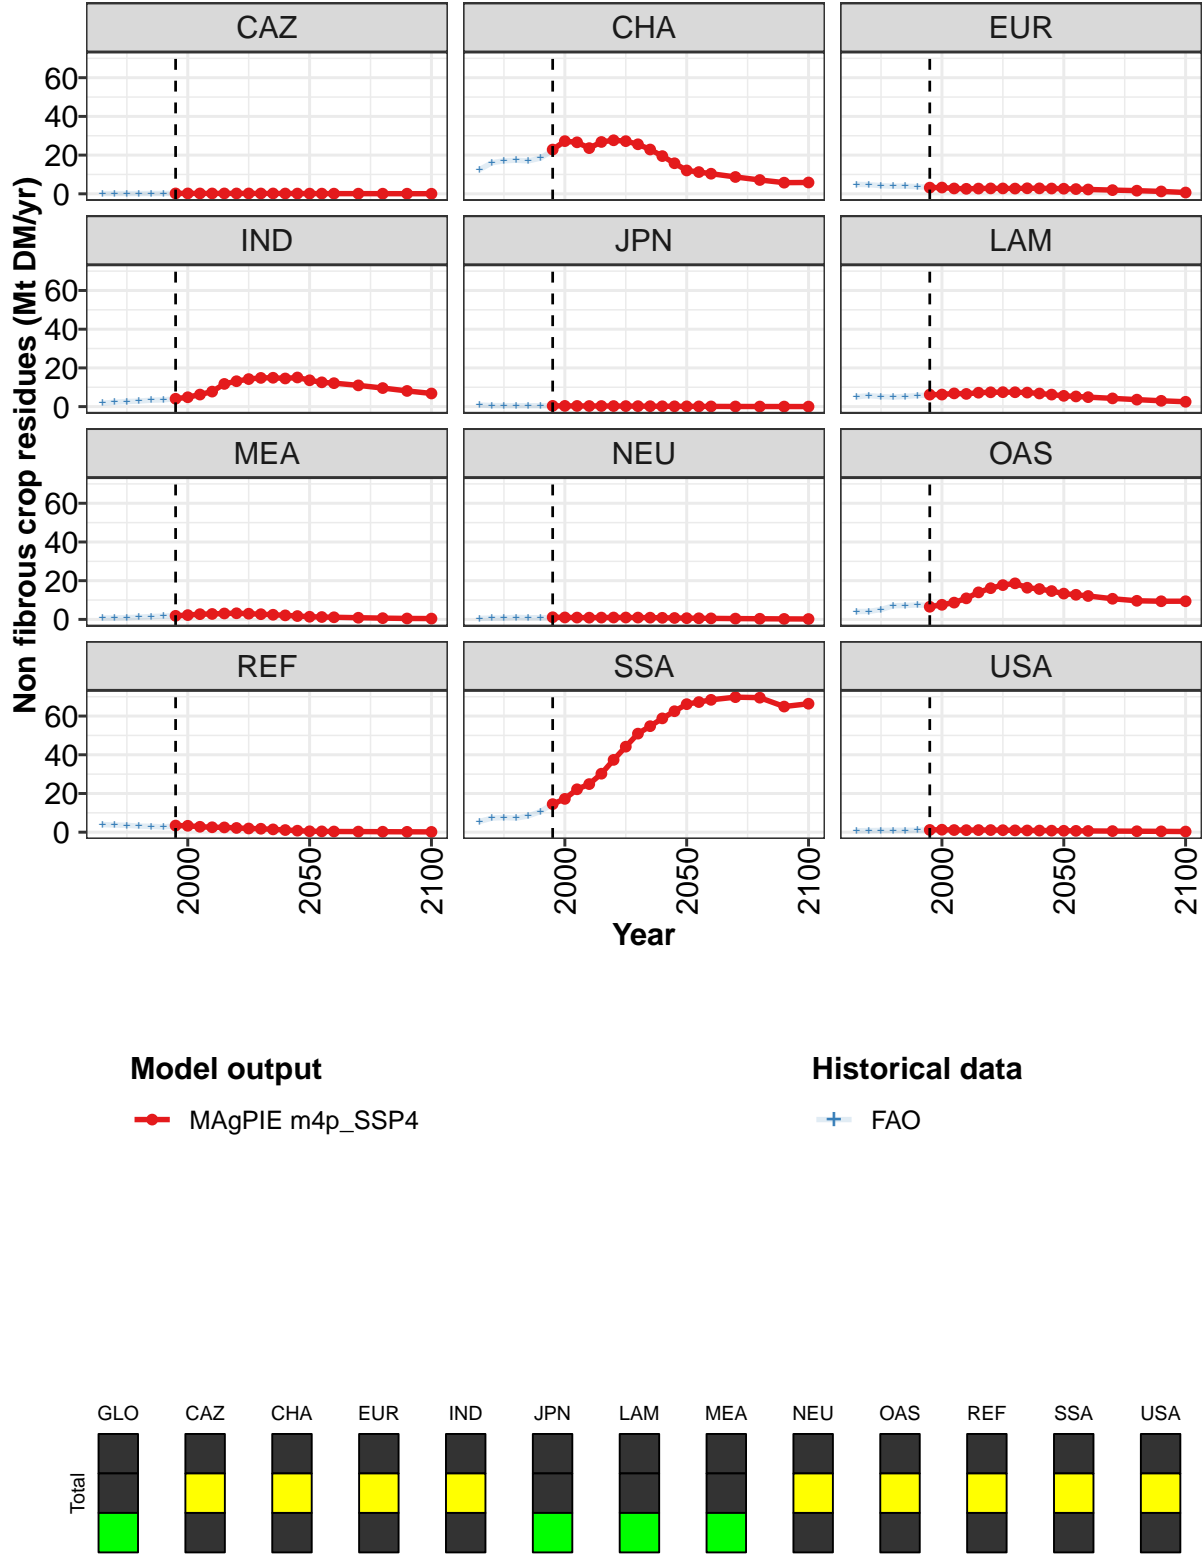 CAZ CHA EUR
60
40
20
0
IND JPN LAM
60
40
20
0
MEA NEU OAS
60
40
20
0
REF SSA USA
60
40
20
0
Non fibrous crop residues (Mt DM/yr)
2000 2050 2100 2000 2050 2100 2000 2050 2100
Year
Model output Historical data
MAgPIE m4p_SSP4 FAO
GLO CAZ CHA EUR IND JPN LAM MEA NEU OAS REF SSA USA
Total